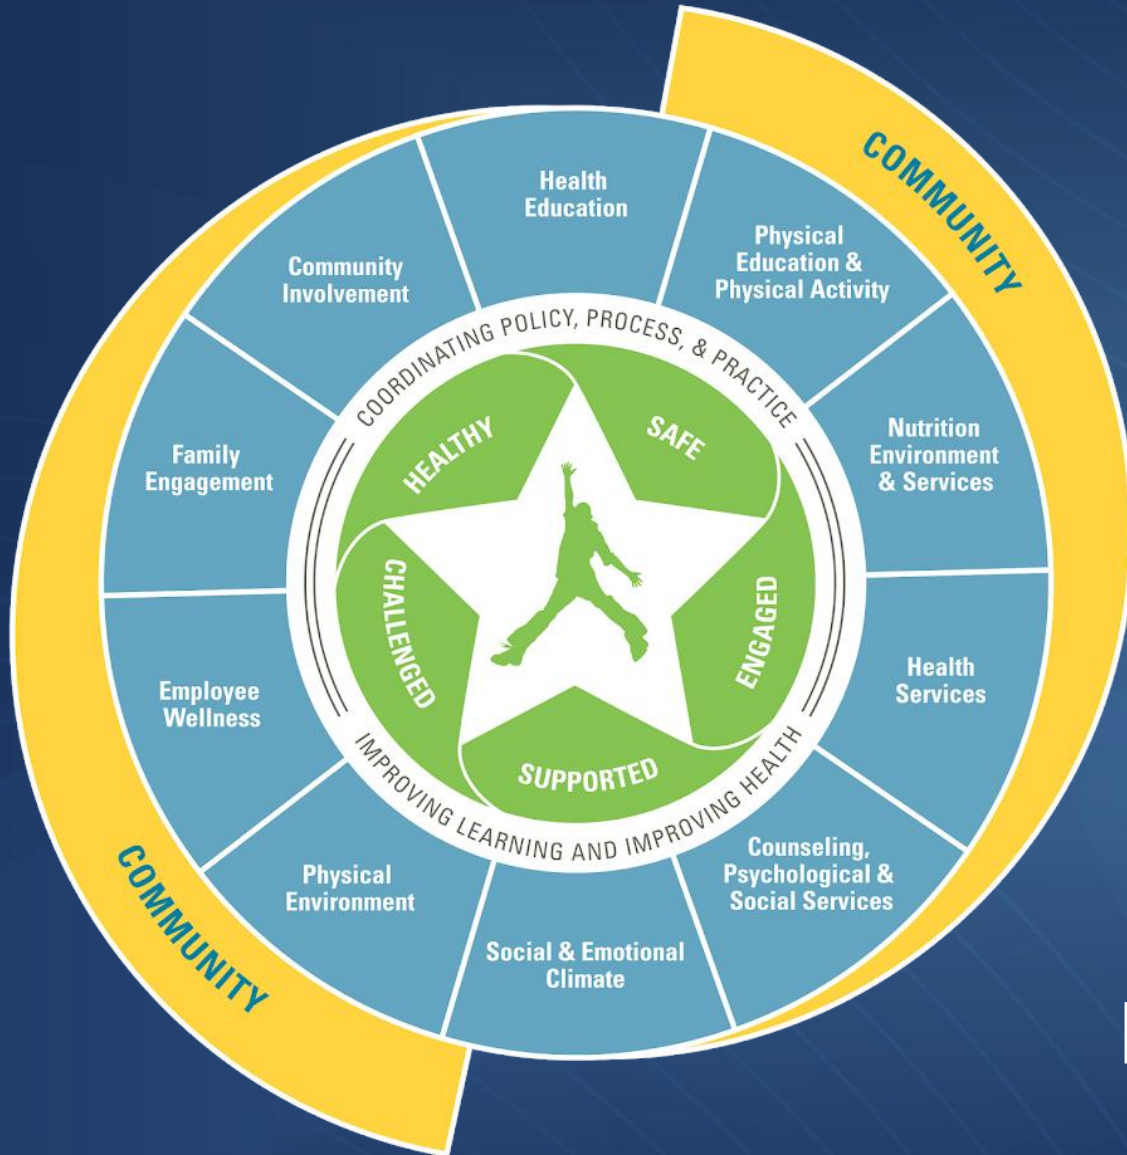 COMMUNITY
Health
Education
Physical
Education &
Physical Activity
Nutrition
Environment
& Services
Health
Services
Counseling,
Psychological &
Social Services
Social & Emotional
Climate
Physical
Environment
Employee
Wellness
Family
Engagement
Community
Involvement
COORDINATING POLICY, PROCESS, & PRACTICE
IMPROVING LEARNING AND IMPROVING HEALTH
HEALTHY
SAFE
ENGAGED
SUPPORTED
CHALLENGED
COMMUNITY